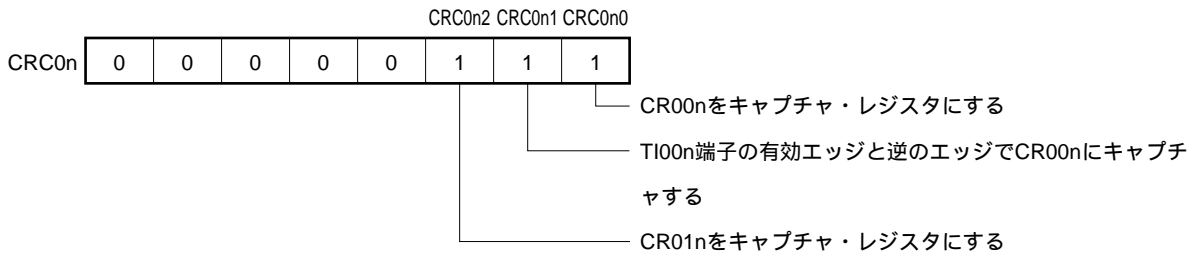 CRC0n2 CRC0n1 CRC0n0
CRC0n 0 0 0 0 0 1 1 1
CR00nをキャプチャ・レジスタにする
TI00n端子の有効エッジと逆のエッジでCR00nにキャプチ
ャする
CR01nをキャプチャ・レジスタにする